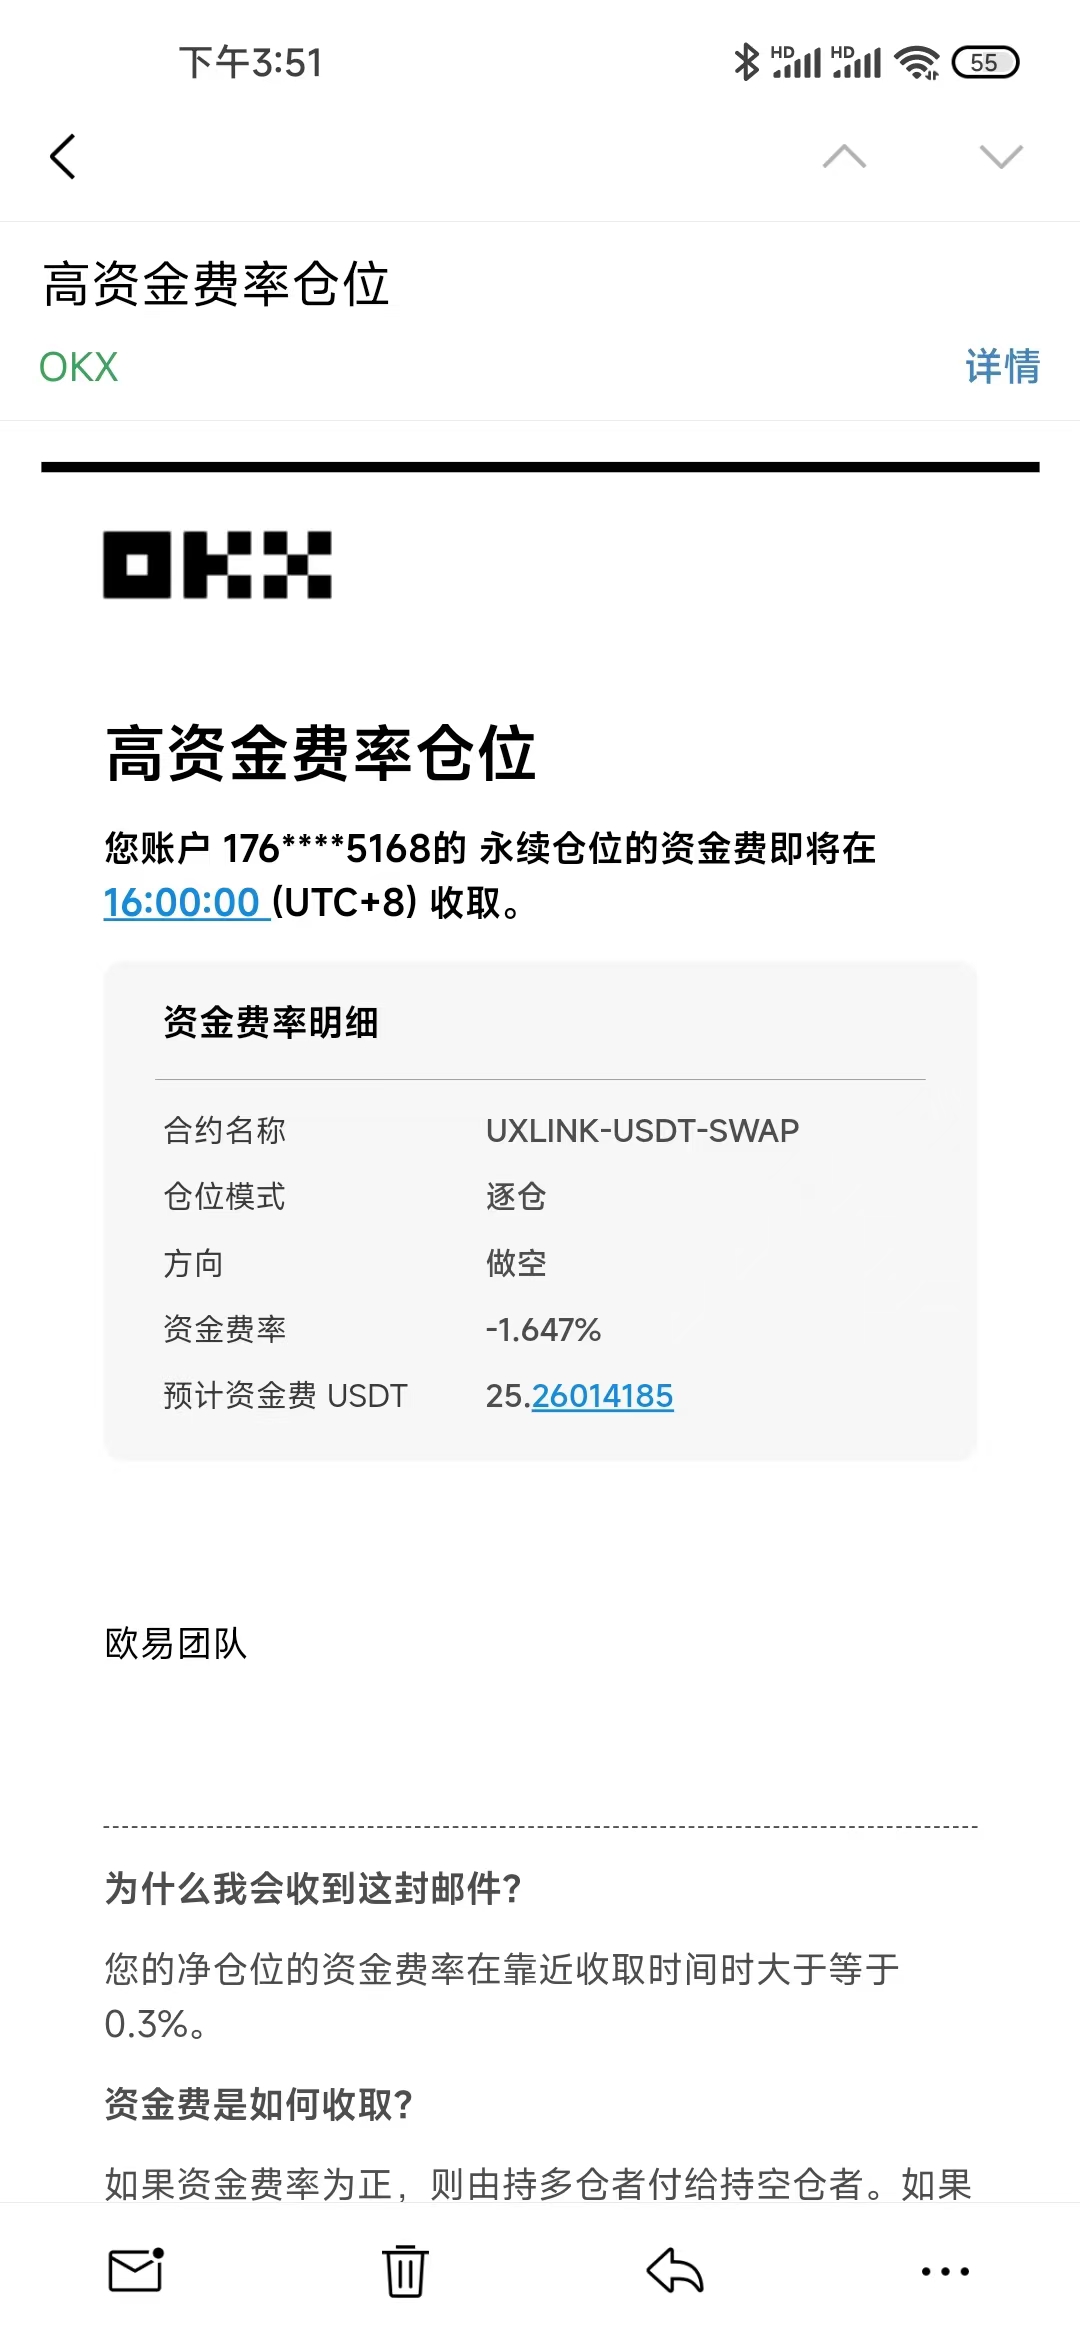 下午3:51
HD HD 55
高资金费率仓位
OKX 详情
OKX
高资金费率仓位
您账户 176****5168的 永续仓位的资金费即将在
16:00:00 (UTC+8) 收取。
资金费率明细
合约名称 UXLINK-USDT-SWAP
仓位模式 逐仓
方向 做空
资金费率 -1.647%
预计资金费 USDT 25.26014185
欧易团队
为什么我会收到这封邮件？
您的净仓位的资金费率在靠近收取时间时大于等于
0.3%。
资金费是如何收取？
如果资金费率为正，则由持多仓者付给持空仓者。如果